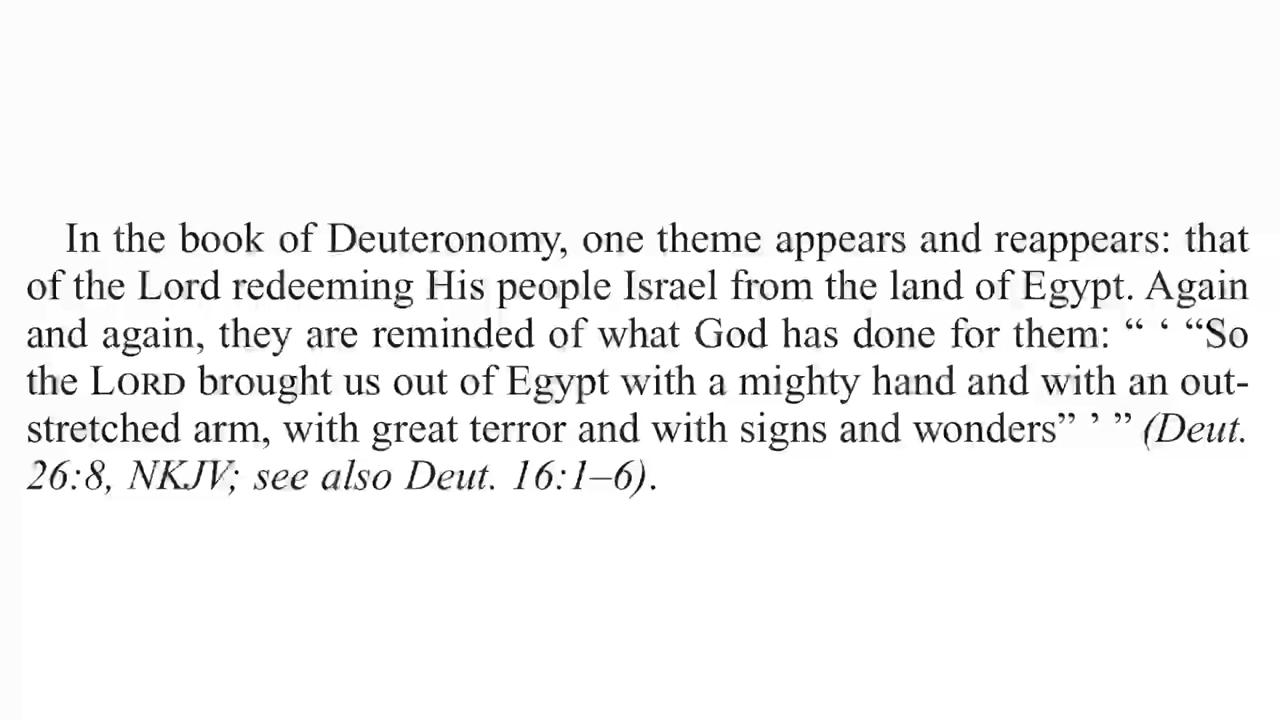 In the book of Deuteronomy, one theme appears and reappears: that
of the Lord redeeming His people Israel from the land of Egypt. Again
and again, they are reminded of what God has done for them: “ ‘ “So
the LORD brought us out of Egypt with a mighty hand and with an out-
stretched arm, with great terror and with signs and wonders” ’ ” (Deut.
26:8, NKJV; see also Deut. 16:1–6).